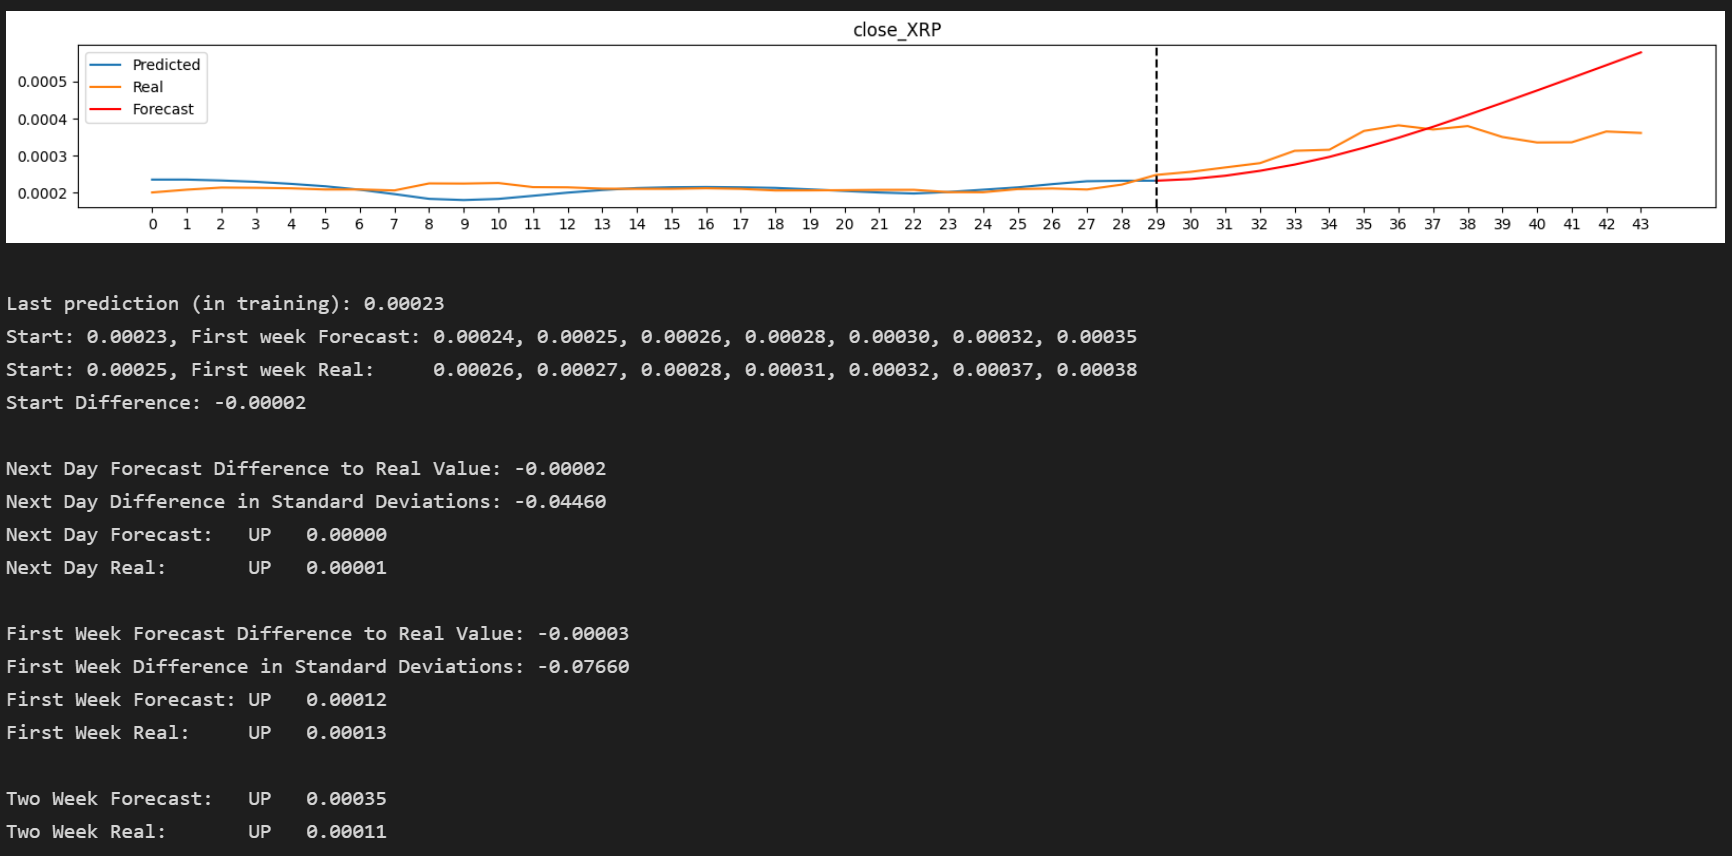 close_XRP
Predicted
Real
Forecast
0.0005
0.0004
0.0003
0.0002
0 1 2 3 4 5 6 7 8 9 10 11 12 13 14 15 16 17 18 19 20 21 22 23 24 25 26 27 28 29 30 31 32 33 34 35 36 37 38 39 40 41 42 43
Last prediction (in training): 0.00023
Start: 0.00023, First week Forecast: 0.00024, 0.00025, 0.00026, 0.00028, 0.00030, 0.00032, 0.00035
Start: 0.00025, First week Real:     0.00026, 0.00027, 0.00028, 0.00031, 0.00032, 0.00037, 0.00038
Start Difference: -0.00002
Next Day Forecast Difference to Real Value: -0.00002
Next Day Difference in Standard Deviations: -0.04460
Next Day Forecast:   UP   0.00000
Next Day Real:       UP   0.00001
First Week Forecast Difference to Real Value: -0.00003
First Week Difference in Standard Deviations: -0.07660
First Week Forecast: UP   0.00012
First Week Real:     UP   0.00013
Two Week Forecast:   UP   0.00035
Two Week Real:       UP   0.00011